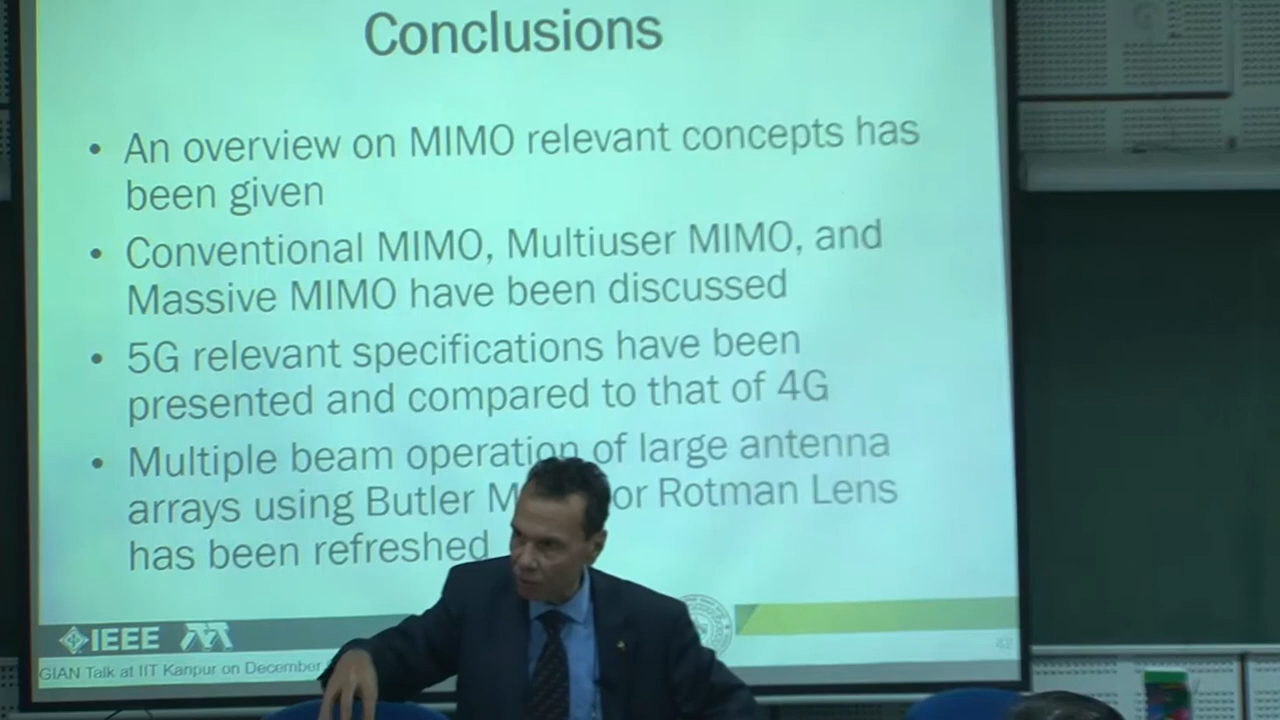 Conclusions
• An overview on MIMO relevant concepts has
been given
• Conventional MIMO, Multiuser MIMO, and
Massive MIMO have been discussed
• 5G relevant specifications have been
presented and compared to that of 4G
• Multiple beam operation of large antenna
arrays using Butler M or Rotman Lens
has been refreshed
IEEE
GIAN Talk at IIT Kanpur on December
42